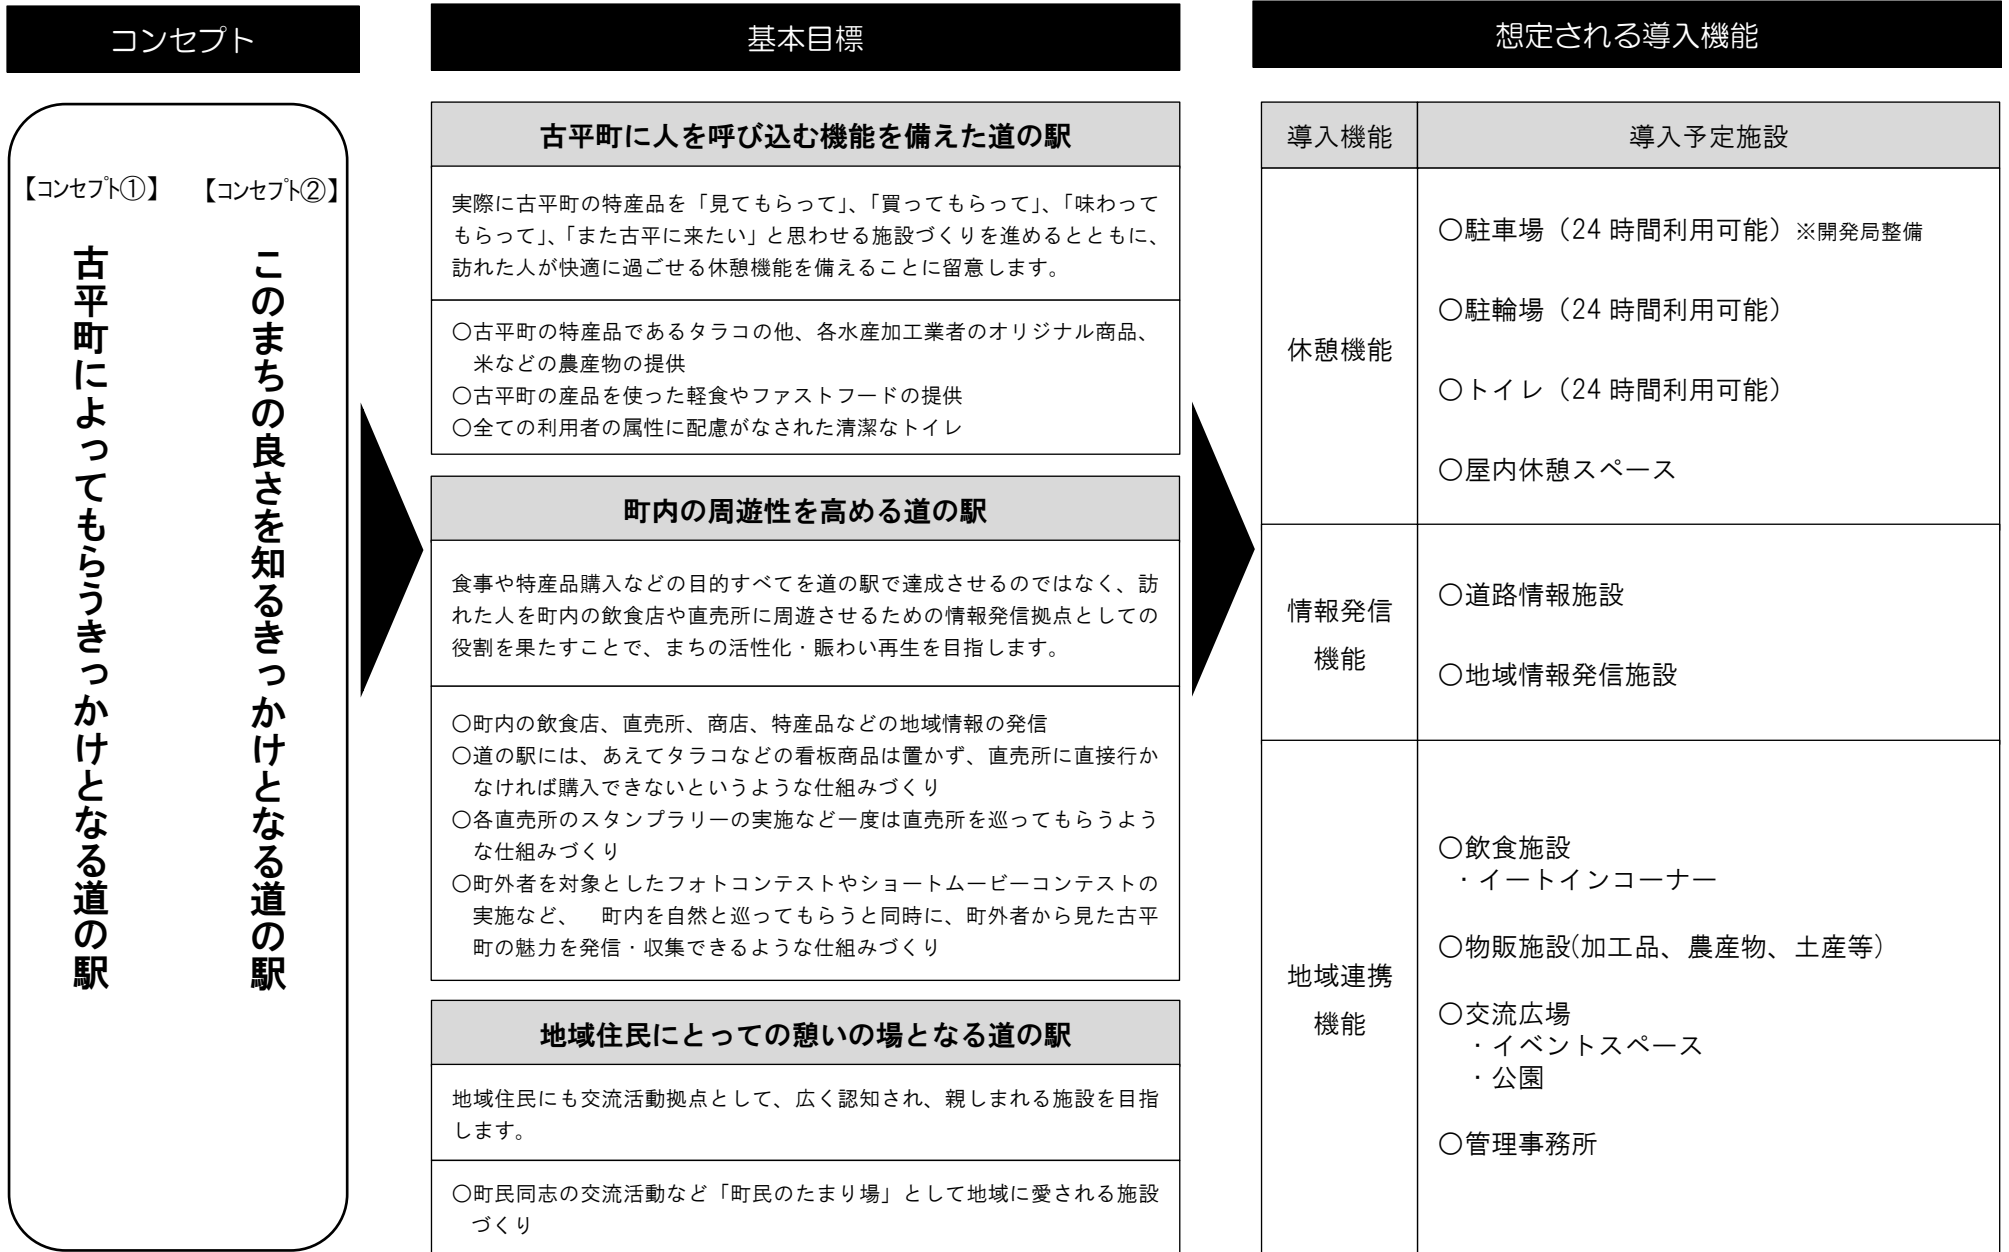 コンセプト
【コンセプト①】
古平町によってもらうきっかけとなる道の駅
【コンセプト②】
このまちの良さを知るきっかけとなる道の駅
基本目標
古平町に人を呼び込む機能を備えた道の駅
実際に古平町の特産品を「見てもらって」、「買ってもらって」、「味わって
もらって」、「また古平に来たい」と思わせる施設づくりを進めるとともに、
訪れた人が快適に過ごせる休憩機能を備えることに留意します。
〇古平町の特産品であるタラコの他、各水産加工業者のオリジナル商品、
米などの農産物の提供
〇古平町の産品を使った軽食やファストフードの提供
〇全ての利用者の属性に配慮がなされた清潔なトイレ
町内の周遊性を高める道の駅
食事や特産品購入などの目的すべてを道の駅で達成させるのではなく、訪
れた人を町内の飲食店や直売所に周遊させるための情報発信拠点としての
役割を果たすことで、まちの活性化・賑わい再生を目指します。
〇町内の飲食店、直売所、商店、特産品などの地域情報の発信
〇道の駅には、あえてタラコなどの看板商品は置かず、直売所に直接行か
なければ購入できないというような仕組みづくり
〇各直売所のスタンプラリーの実施など一度は直売所を巡ってもらうよう
な仕組みづくり
〇町外者を対象としたフォトコンテストやショートムービーコンテストの
実施など、　町内を自然と巡ってもらうと同時に、町外者から見た古平
町の魅力を発信・収集できるような仕組みづくり
地域住民にとっての憩いの場となる道の駅
地域住民にも交流活動拠点として、広く認知され、親しまれる施設を目指
します。
〇町民同志の交流活動など「町民のたまり場」として地域に愛される施設
づくり
想定される導入機能
導入機能
導入予定施設
休憩機能
〇駐車場（24 時間利用可能）※開発局整備
〇駐輪場（24 時間利用可能）
〇トイレ（24 時間利用可能）
〇屋内休憩スペース
情報発信
機能
〇道路情報施設
〇地域情報発信施設
地域連携
機能
〇飲食施設
・イートインコーナー
〇物販施設(加工品、農産物、土産等)
〇交流広場
・イベントスペース
・公園
〇管理事務所